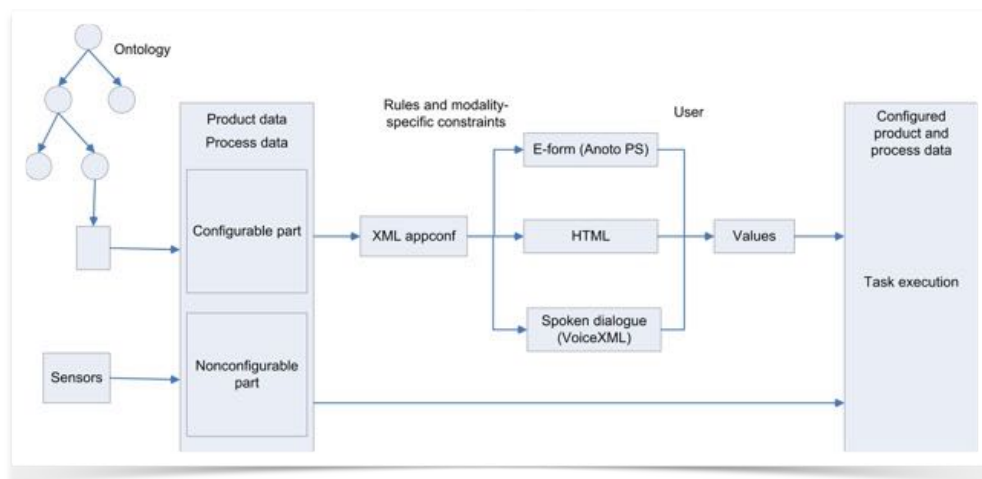 Ontology
Product data
Process data
Configurable part
Nonconfigurable
part
Sensors
XML appconf
Rules and modality-
specific constraints
E-form (Anoto PS)
HTML
Spoken dialogue
(VoiceXML)
User
Values
Configured
product and
process data
Task execution